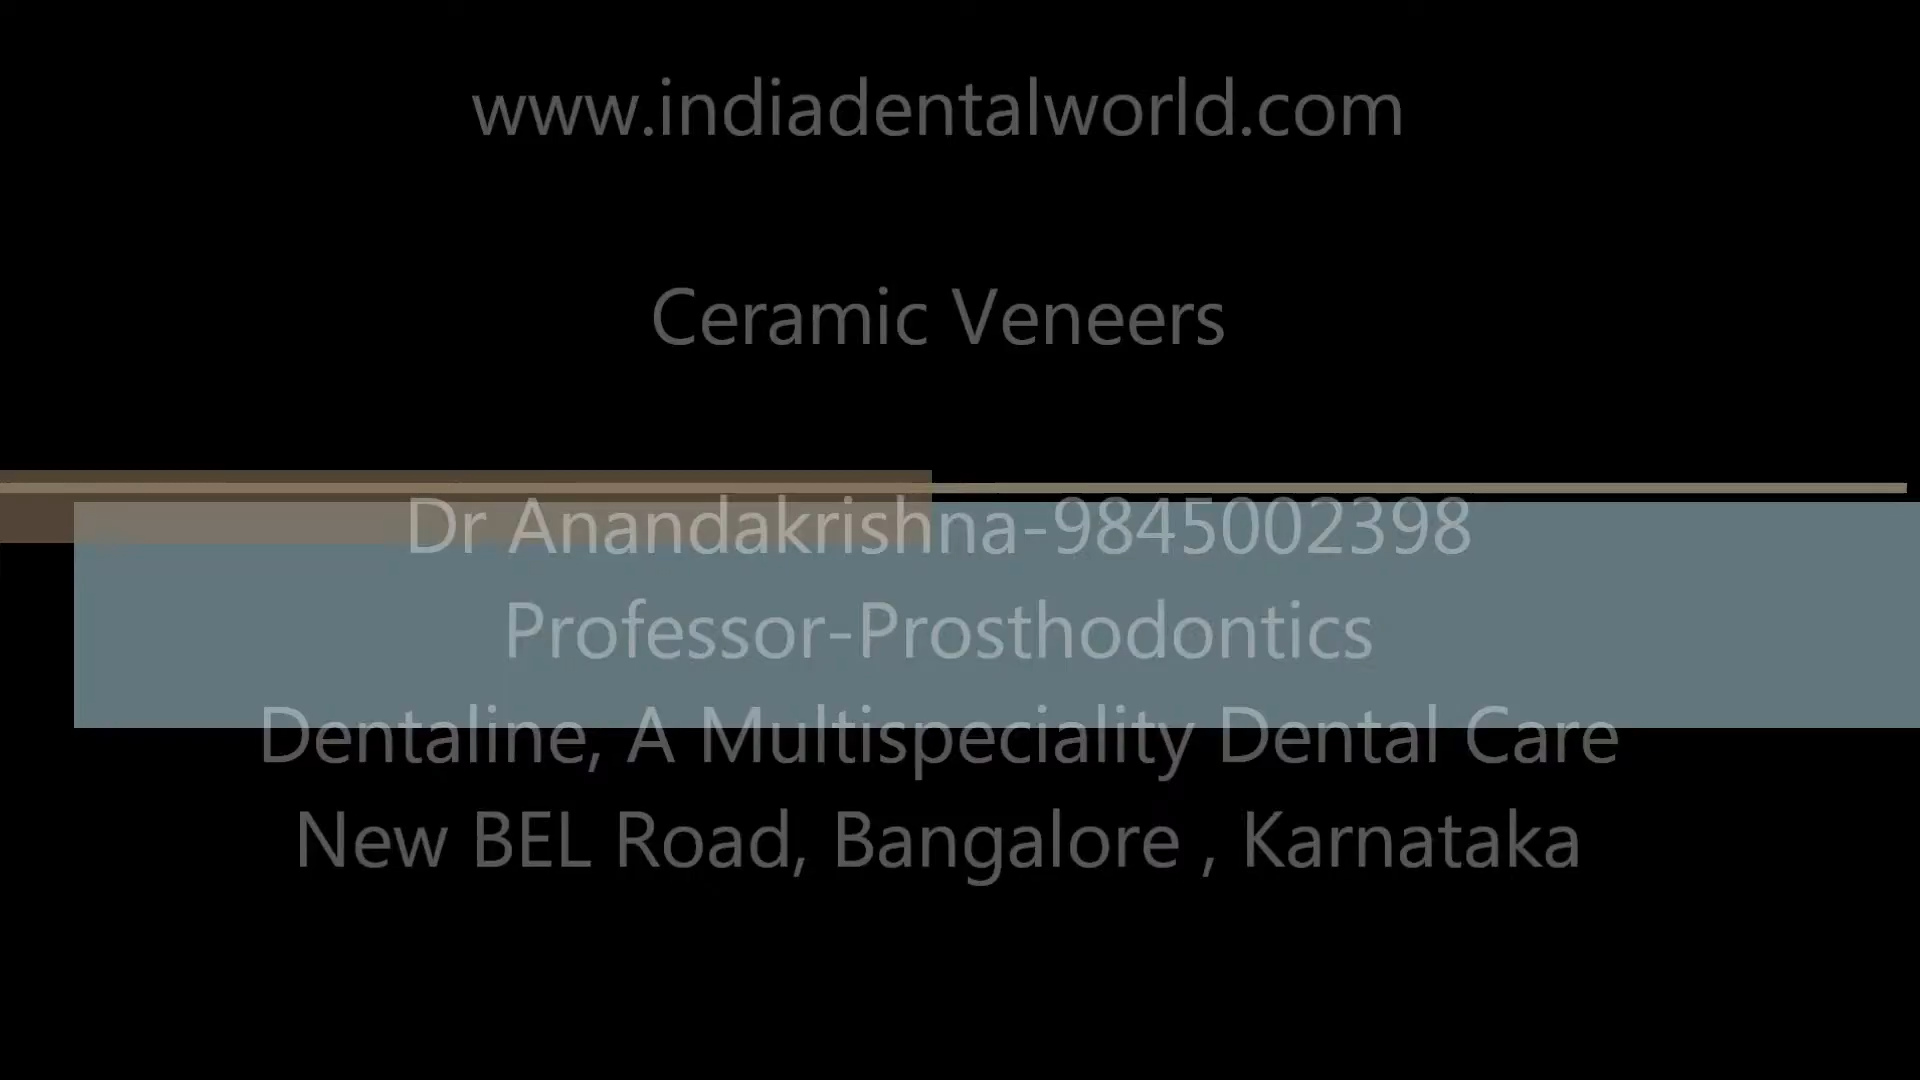 www.indiadentalworld.com
Ceramic Veneers
Dr Anandakrishna-9845002398
Professor-Prosthodontics
Dentaline, A Multispeciality Dental Care
New BEL Road, Bangalore , Karnataka